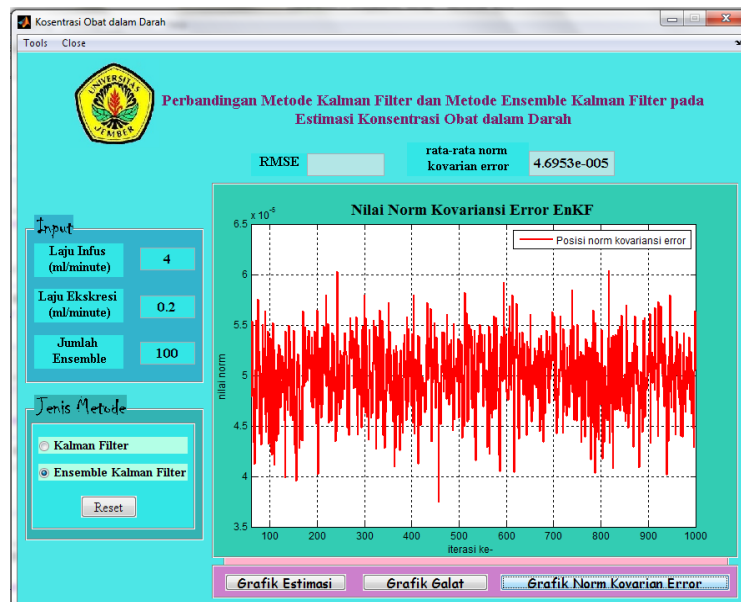 Kosentrasi Obat dalam Darah
Tools Close
UNIVERSITAS
JEMBER
Perbandingan Metode Kalman Filter dan Metode Ensemble Kalman Filter pada
Estimasi Konsentrasi Obat dalam Darah
RMSE
rata-rata norm
kovarian error
4.6953e-005
Input
Laju Infus
(ml/minute)
4
Laju Ekskresi
(ml/minute)
0.2
Jumlah
Ensemble
100
Jenis Metode
Kalman Filter
Ensemble Kalman Filter
Reset
Nilai Norm Kovariansi Error EnKF
x 10^-5
Posisi norm kovariansi error
6.5
6
5.5
5
4.5
4
3.5
nilai norm
100 200 300 400 500 600 700 800 900 1000
iterasi ke-
Grafik Estimasi Grafik Galat Grafik Norm Kovarian Error